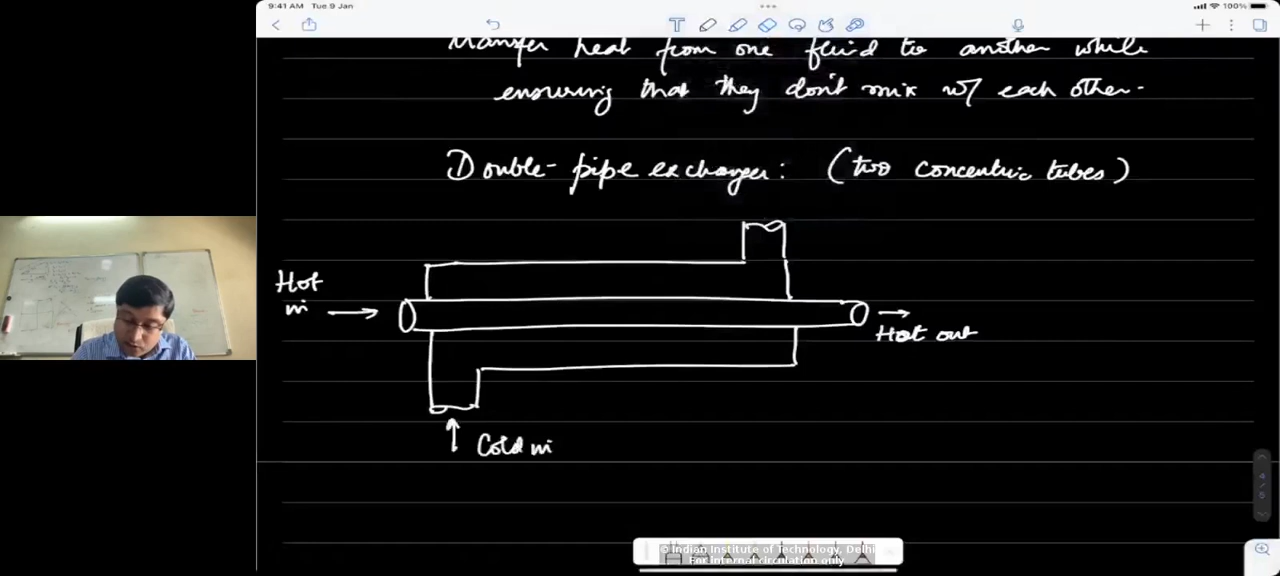 9:41 AM Tue 9 Jan
100%
transfer heat from one fluid to another while
ensuring that they don't mix w/ each other.
Double-pipe exchanger: (two concentric tubes)
Hot
in
Hot out
Cold in
4/5
© Indian Institute of Technology, Delhi
For internal circulation only